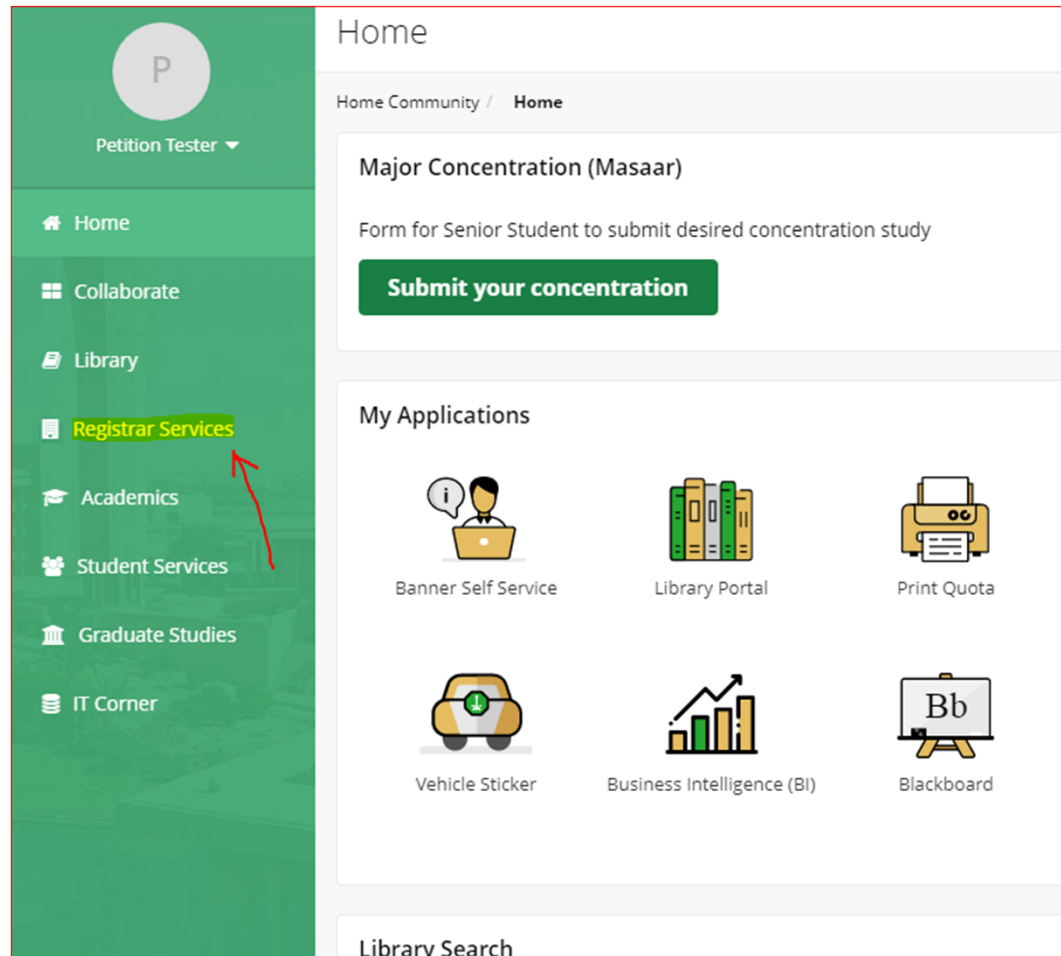 P
Petition Tester
Home
Collaborate
Library
Registrar Services
Academics
Student Services
Graduate Studies
IT Corner
Home
Home Community / Home
Major Concentration (Masaar)
Form for Senior Student to submit desired concentration study
Submit your concentration
My Applications
i
Banner Self Service
Library Portal
Print Quota
Vehicle Sticker
Business Intelligence (BI)
Bb
Blackboard
Library Search